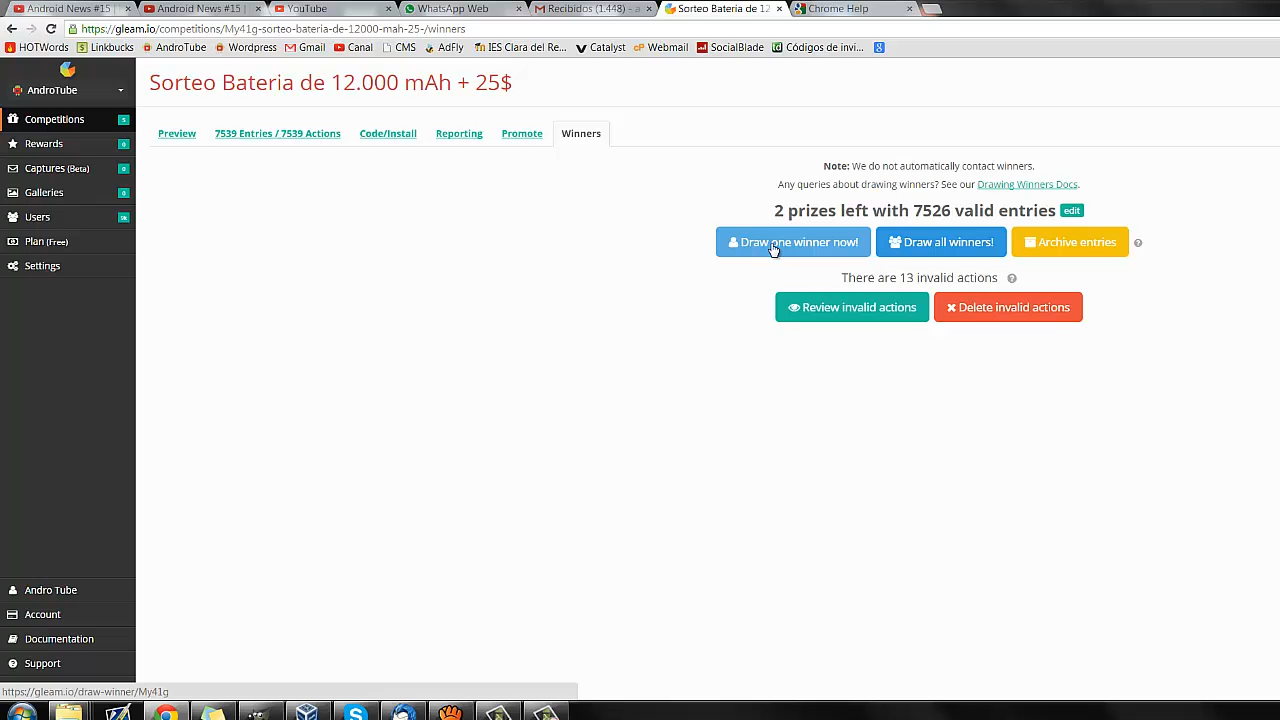 Android News #15 |
Android News #15 |
YouTube
WhatsApp Web
Recibidos (1.448) – a
Sorteo Bateria de 12
Chrome Help
https://gleam.io/competitions/My41g-sorteo-bateria-de-12000-mah-25-/winners
HOTWords
Linkbucks
AndroTube
Wordpress
Gmail
Canal
CMS
AdFly
IES Clara del Re...
Catalyst
Webmail
SocialBlade
Códigos de invi...
AndroTube
Sorteo Bateria de 12.000 mAh + 25$
Competitions 5
Rewards 0
Captures (Beta) 0
Galleries 0
Users 9k
Plan (Free)
Settings
Preview
7539 Entries / 7539 Actions
Code/Install
Reporting
Promote
Winners
Note: We do not automatically contact winners.
Any queries about drawing winners? See our Drawing Winners Docs.
2 prizes left with 7526 valid entries edit
Draw one winner now!
Draw all winners!
Archive entries
There are 13 invalid actions
Review invalid actions
Delete invalid actions
Andro Tube
Account
Documentation
Support
https://gleam.io/draw-winner/My41g